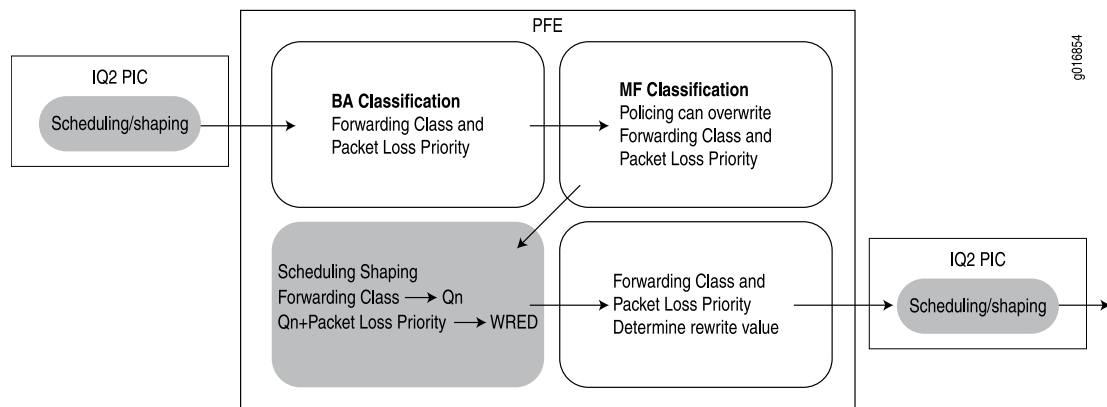 PFE
g016854
IQ2 PIC
Scheduling/shaping
BA Classification
Forwarding Class and
Packet Loss Priority
MF Classification
Policing can overwrite
Forwarding Class and
Packet Loss Priority
Scheduling Shaping
Forwarding Class → Qn
Qn+Packet Loss Priority → WRED
Forwarding Class and
Packet Loss Priority
Determine rewrite value
IQ2 PIC
Scheduling/shaping